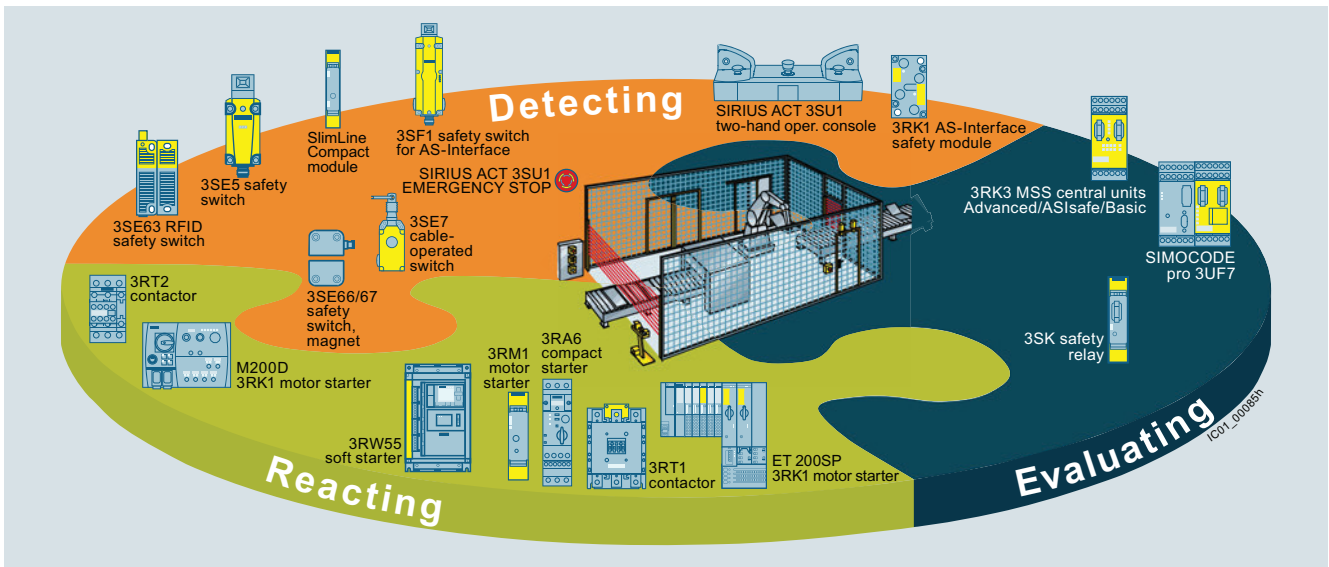 Detecting
SlimLine
Compact
module
3SF1 safety switch
for AS-Interface
SIRIUS ACT 3SU1
two-hand oper. console
3RK1 AS-Interface
safety module
SIRIUS ACT 3SU1
EMERGENCY STOP
3SE5 safety
switch
3SE63 RFID
safety switch
3SE7
cable-
operated
switch
3SE66/67
safety
switch,
magnet
3RK3 MSS central units
Advanced/ASIsafe/Basic
SIMOCODE
pro 3UF7
3SK safety
relay
Evaluating
IC01_00085h
3RT2
contactor
M200D
3RK1 motor starter
3RW55
soft starter
3RM1
motor
starter
3RA6
compact
starter
3RT1
contactor
ET 200SP
3RK1 motor starter
Reacting